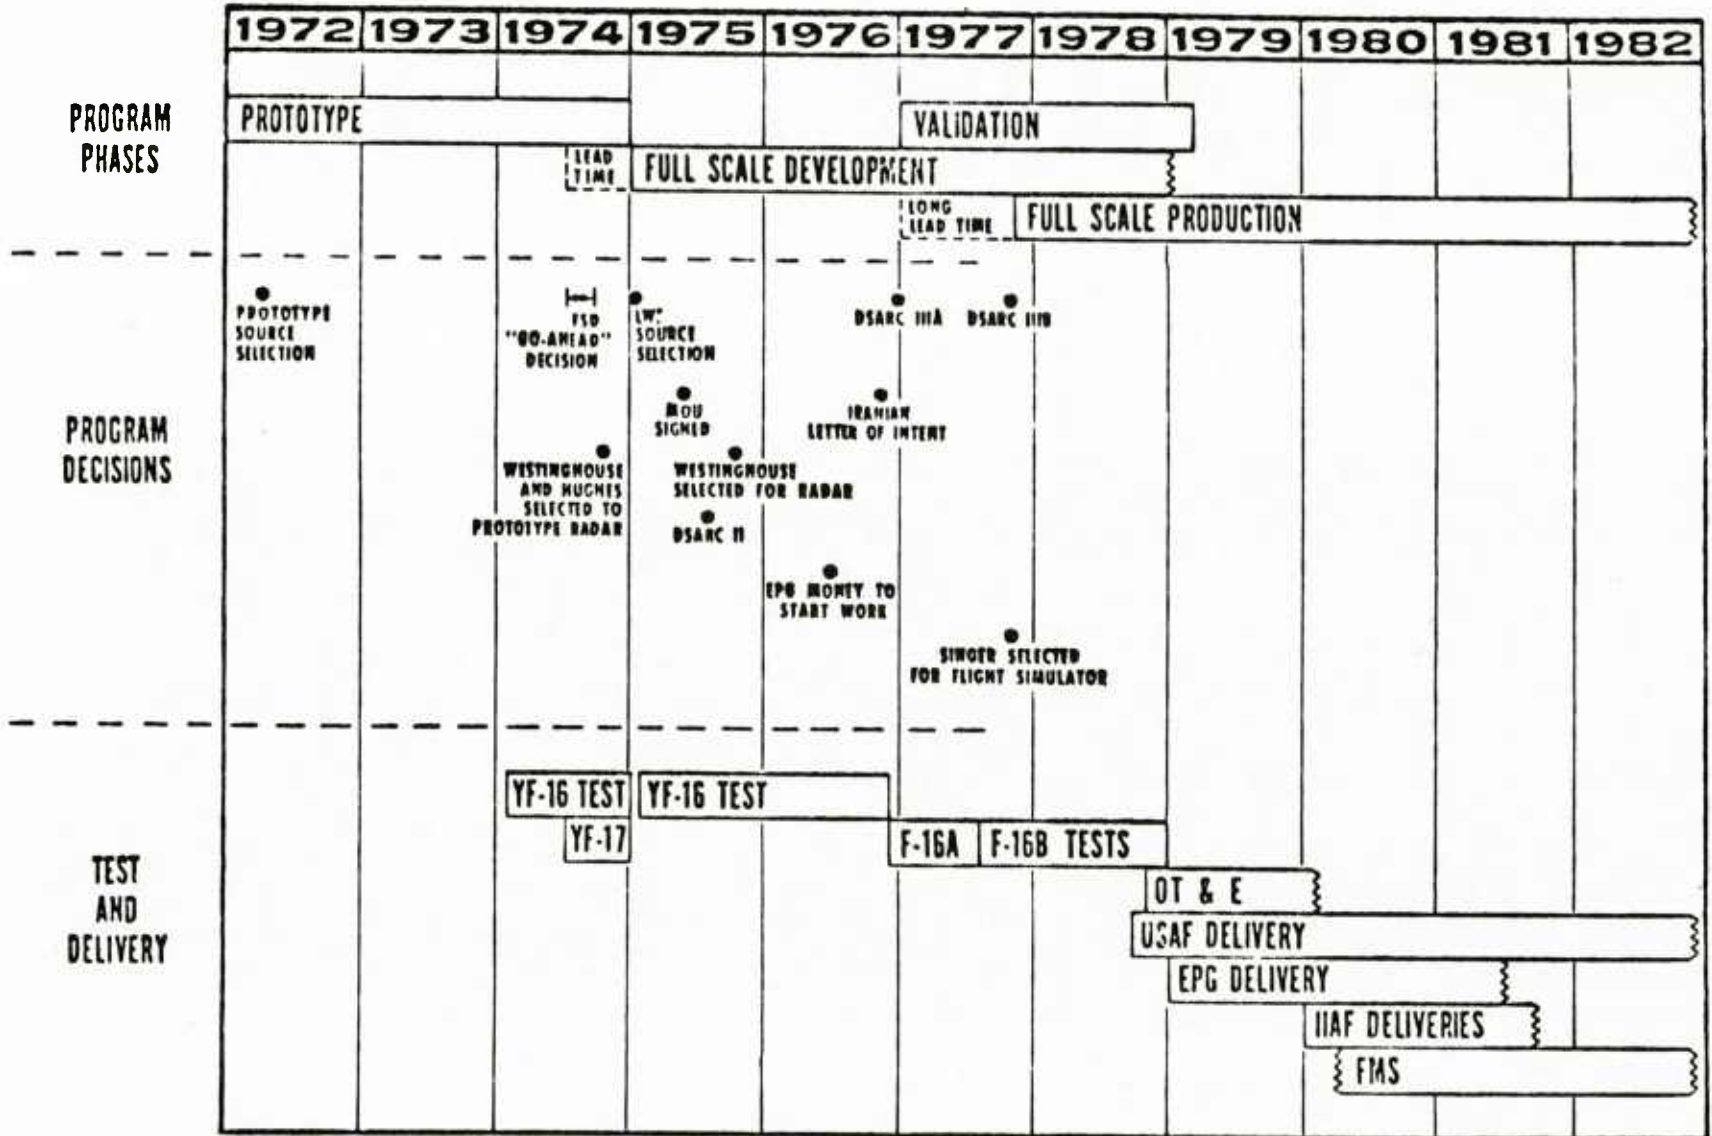 1972 1973 1974 1975 1976 1977 1978 1979 1980 1981 1982
PROGRAM
PHASES
PROTOTYPE
VALIDATION
LEAD
TIME
FULL SCALE DEVELOPMENT
LONG
LEAD TIME
FULL SCALE PRODUCTION
PROGRAM
DECISIONS
PROTOTYPE
SOURCE
SELECTION
FSD
"GO-AHEAD"
DECISION
SOURCE
SELECTION
DSARC IIIA
DSARC IIIB
MOU
SIGNED
IRANIAN
LETTER OF INTENT
WESTINGHOUSE
AND HUGHES
SELECTED TO
PROTOTYPE RADAR
WESTINGHOUSE
SELECTED FOR RADAR
DSARC II
EPG MONEY TO
START WORK
SINGER SELECTED
FOR FLIGHT SIMULATOR
TEST
AND
DELIVERY
YF-16 TEST
YF-16 TEST
YF-17
F-16A
F-16B TESTS
OT & E
USAF DELIVERY
EPG DELIVERY
IIAF DELIVERIES
FMS